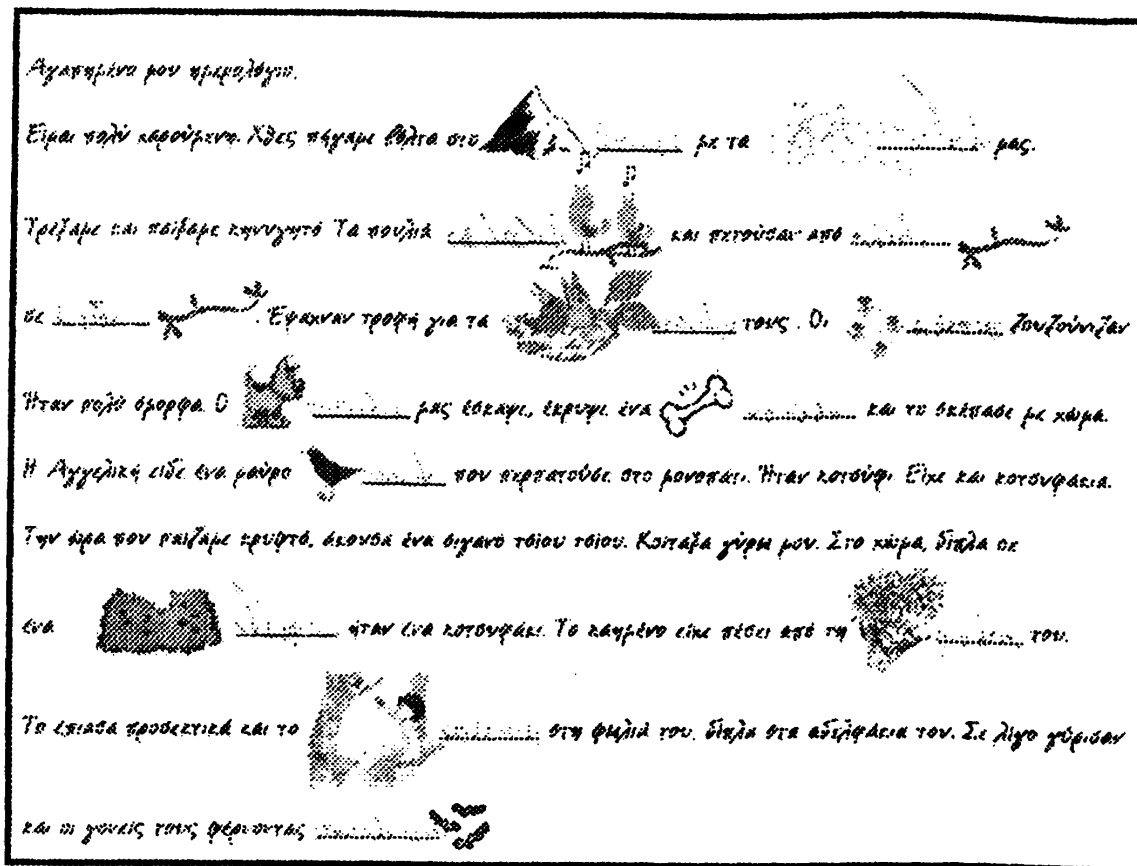 Αγαπημένο μου ημερολόγιο,
Είμαι πολύ χαρούμενη. Χθες πήγαμε βόλτα στο με τα μας.
Τρέξαμε και παίξαμε κυνηγητό Τα πουλιά και πετούσαν από
σε . Έψαχναν τροφή για τα τους . Οι ζουζούνιζαν
Ήταν πολύ όμορφα. Ο μας έσκαψε, έκρυψε ένα και το σκέπασε με χώμα.
Η Αγγελική είδε ένα μαύρο που περπατούσε στο μονοπάτι. Ήταν κοτσύφι. Είχε και κοτσυφάκια.
Την ώρα που παίζαμε κρυφτό, άκουσα ένα σιγανό τσίου τσίου. Κοίταξα γύρω μου. Στο χώμα, δίπλα σε
ένα ήταν ένα κοτσυφάκι. Το καημένο είχε πέσει από τη του.
Το έπιασα προσεκτικά και το στη φωλιά του, δίπλα στα αδελφάκια του. Σε λίγο γύρισαν
και οι γονείς τους φέρνοντας